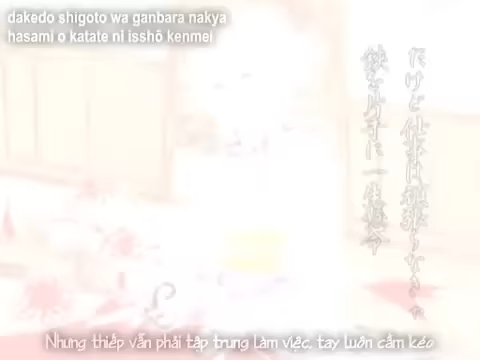 dakedo shigoto wa ganbara nakya
hasami o katate ni isshō kenmei
だけど仕事は頑張らなきゃ
鋏を片手に一生懸命
Nhưng thiếp vẫn phải tập trung làm việc, tay luôn cầm kéo